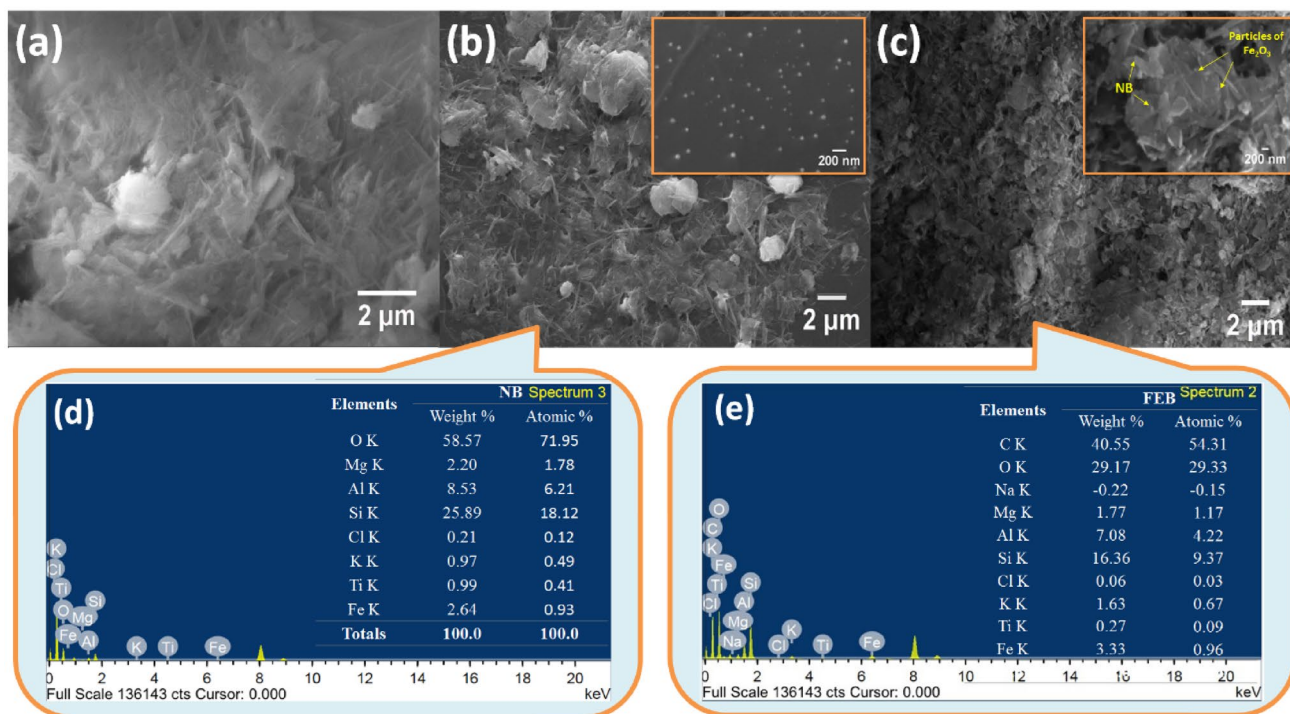 (a)
2 μm
(b)
200 nm
2 μm
(c)
Particles of
Fe₂O₃
NB
200 nm
2 μm
(d)
NB Spectrum 3
Elements Weight % Atomic %
O K 58.57 71.95
Mg K 2.20 1.78
Al K 8.53 6.21
Si K 25.89 18.12
Cl K 0.21 0.12
K K 0.97 0.49
Ti K 0.99 0.41
Fe K 2.64 0.93
Totals 100.0 100.0
K
Cl
Ti
O
Fe
Mg
Si
Al
K
Ti
Fe
0 2 4 6 8 10 12 14 16 18 20
Full Scale 136143 cts Cursor: 0.000 keV
(e)
FEB Spectrum 2
Elements Weight % Atomic %
C K 40.55 54.31
O K 29.17 29.33
Na K -0.22 -0.15
Mg K 1.77 1.17
Al K 7.08 4.22
Si K 16.36 9.37
Cl K 0.06 0.03
K K 1.63 0.67
Ti K 0.27 0.09
Fe K 3.33 0.96
O
C
K
Fe
Ti
Cl
Si
Al
Mg
Na
Cl
K
Ti
Fe
0 2 4 6 8 10 12 14 16 18 20
Full Scale 136143 cts Cursor: 0.000 keV